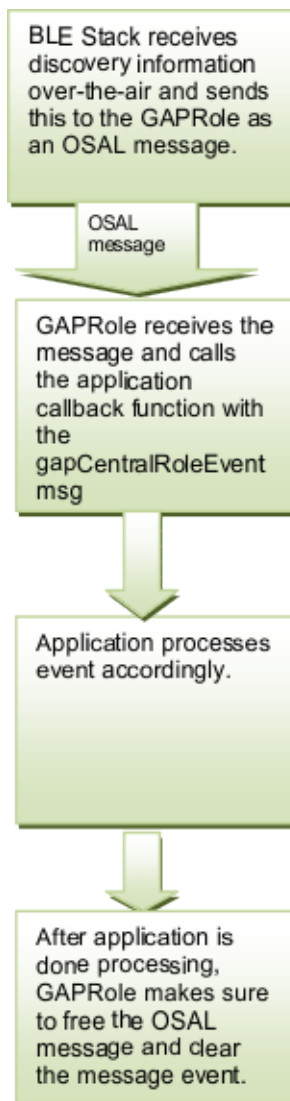 BLE Stack receives
discovery information
over-the-air and sends
this to the GAPRole as
an OSAL message.
OSAL
message
GAPRole receives the
message and calls
the application
callback function with
the
gapCentralRoleEvent
msg
Application processes
event accordingly.
After application is
done processing,
GAPRole makes sure
to free the OSAL
message and clear
the message event.